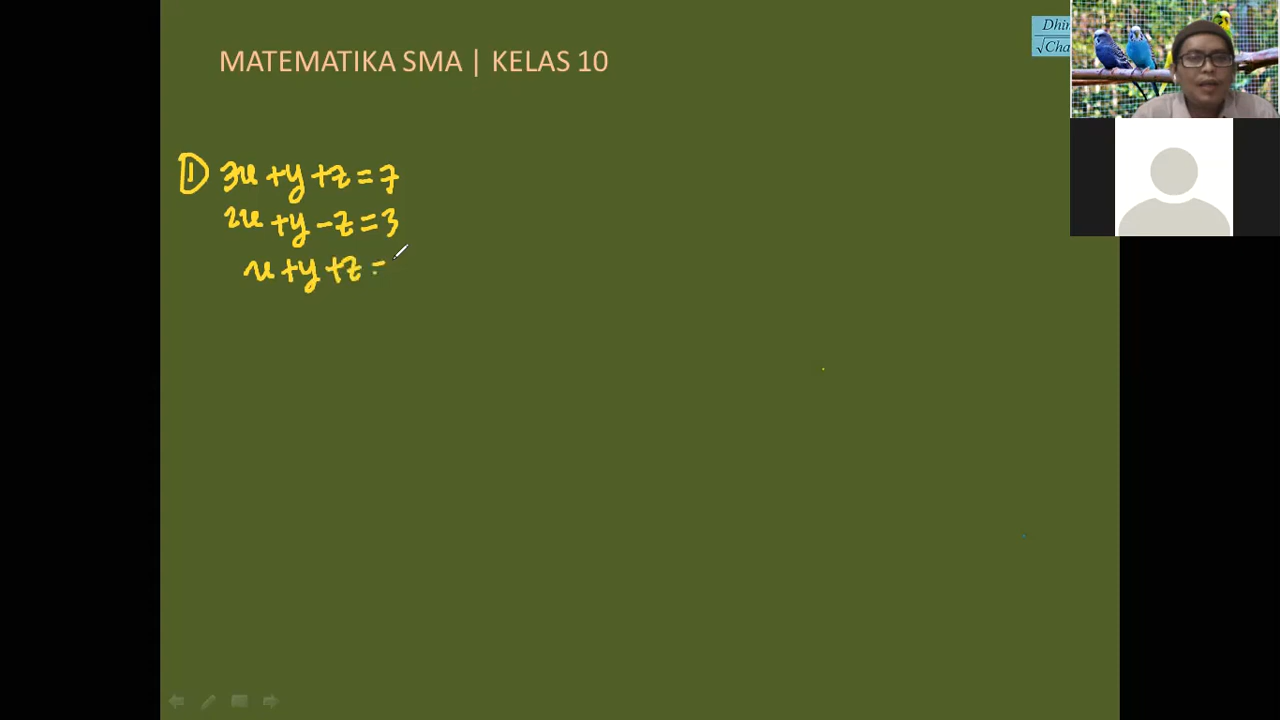 MATEMATIKA SMA | KELAS 10
① 3x + y + z = 7
2x + y - z = 3
x + y + z =